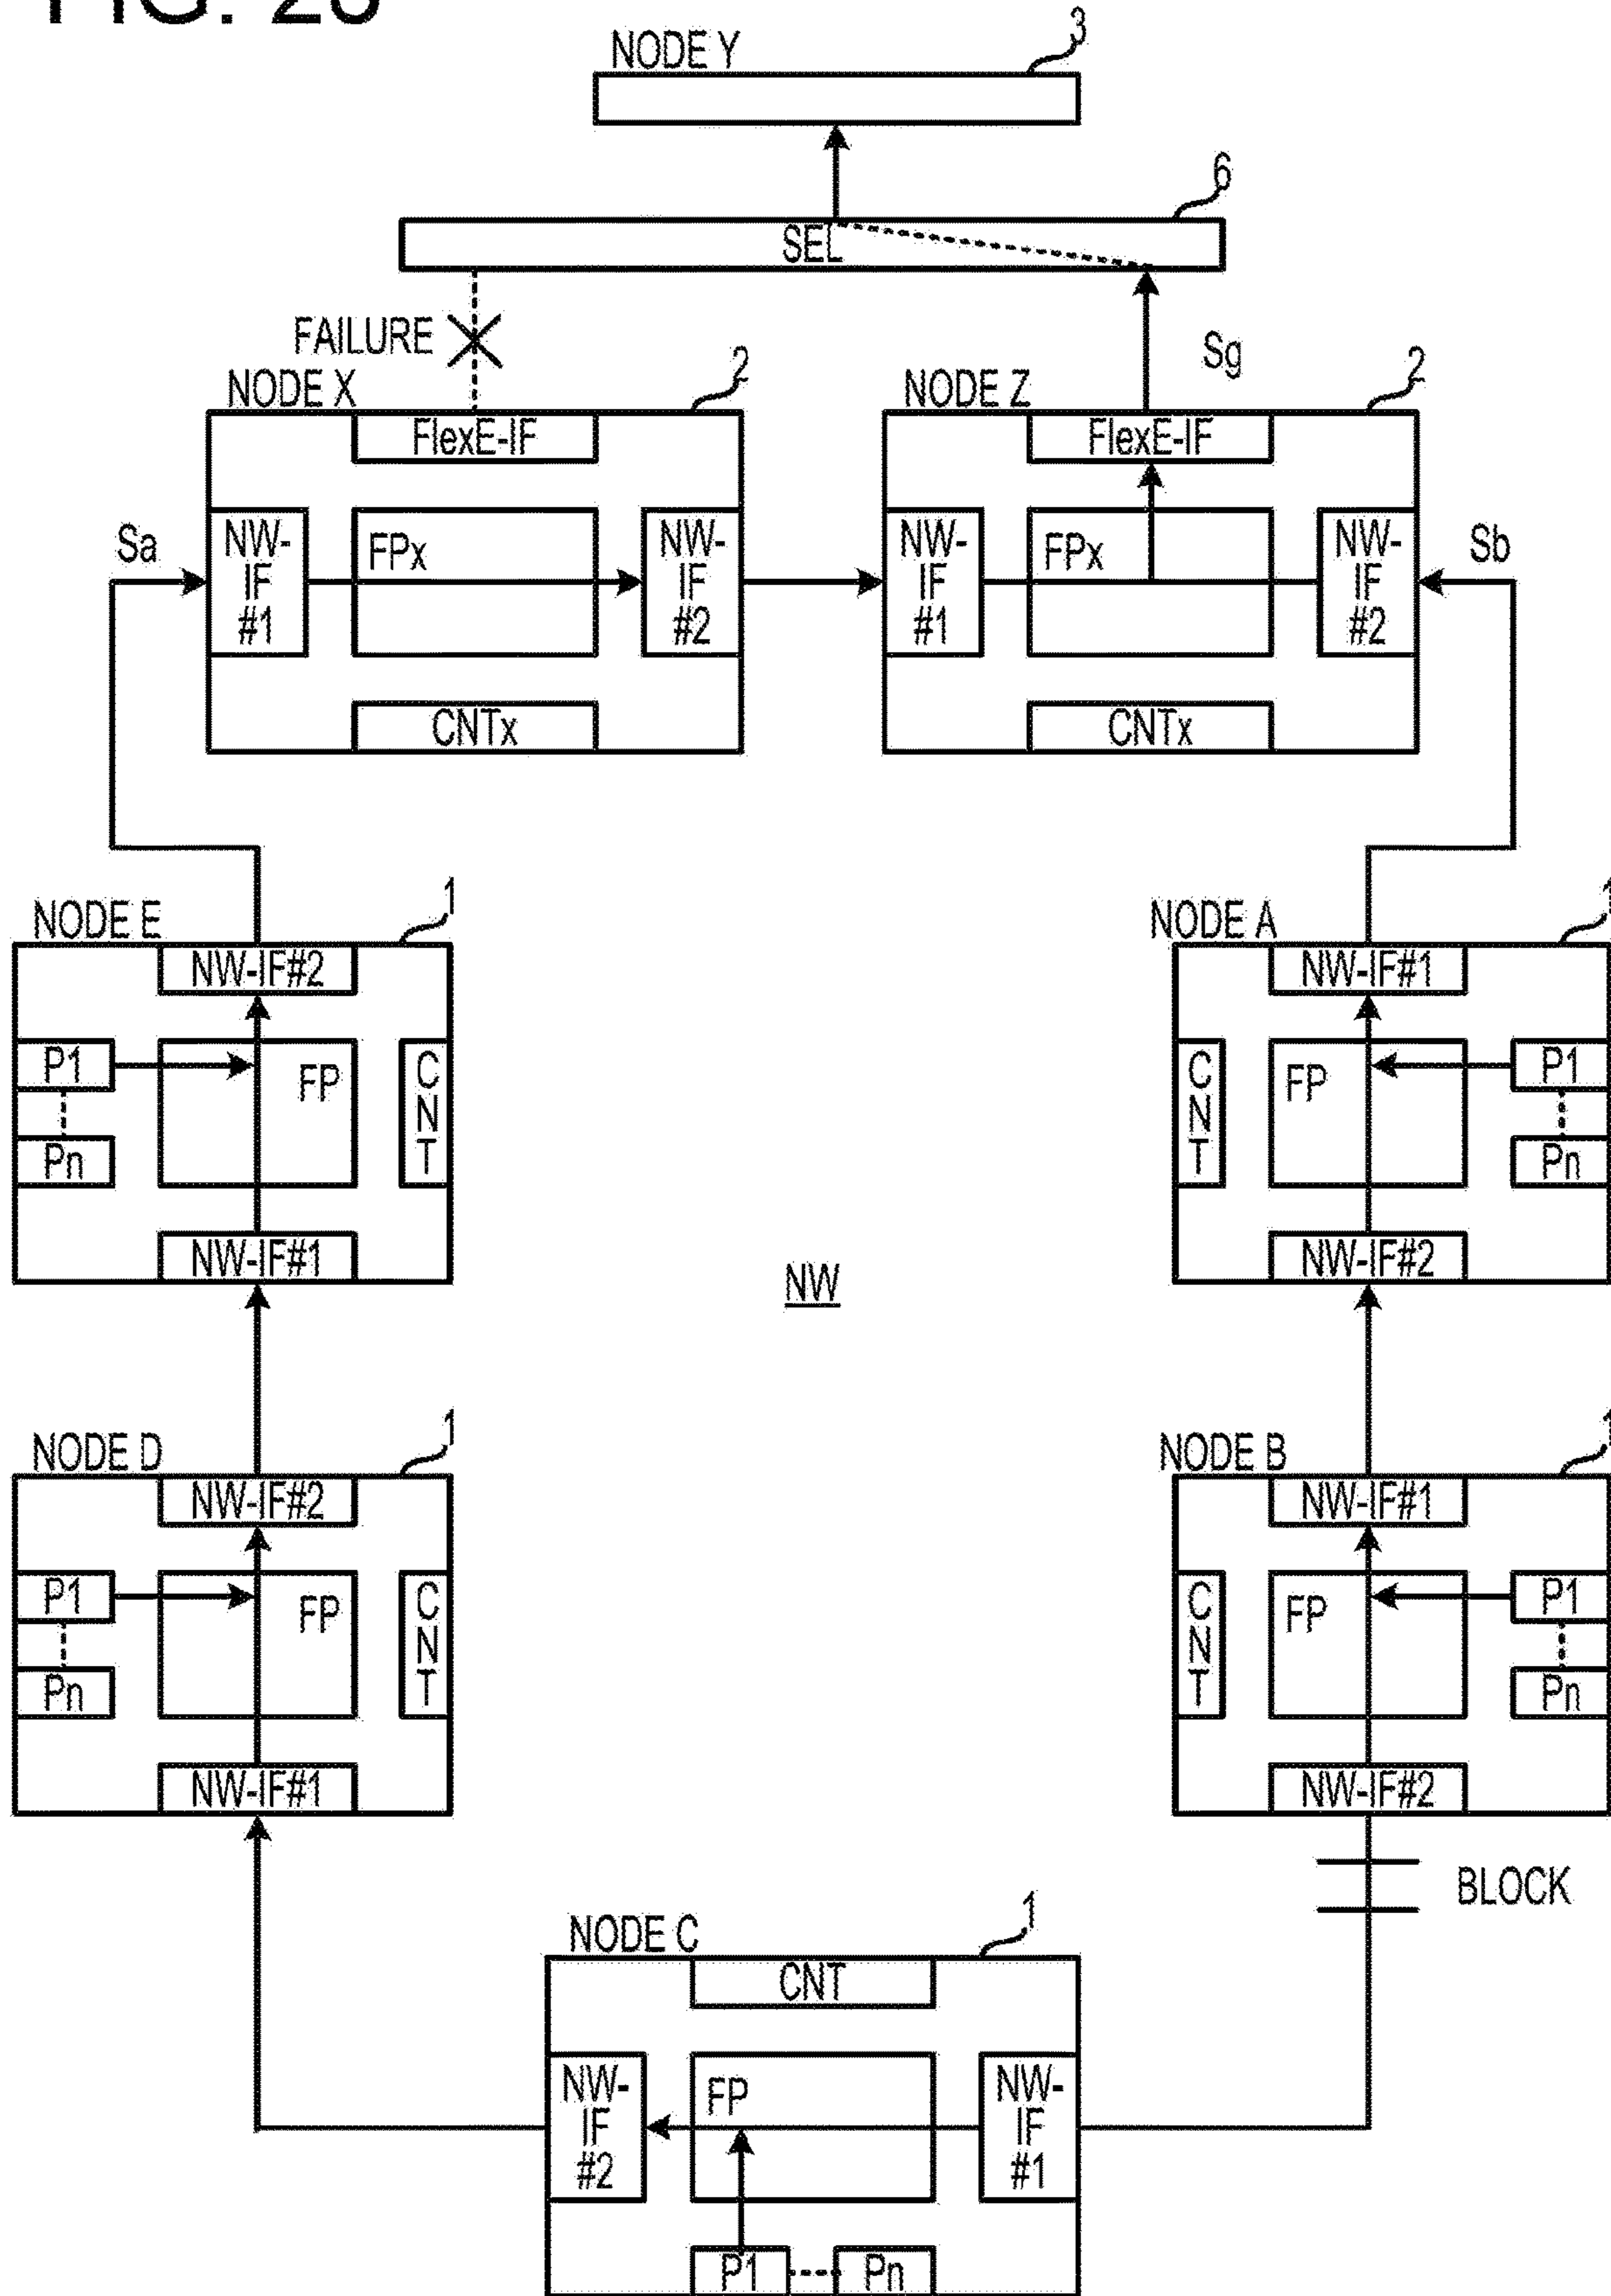 FIG. 28
NODE Y
3
6
SEL
FAILURE
Sg
NODE X
2
NODE Z
2
FlexE-IF
FlexE-IF
Sa
NW-
IF
#1
FPx
NW-
IF
#2
NW-
IF
#1
FPx
NW-
IF
#2
Sb
CNTx
CNTx
NODE E
1
NODE A
1
NW-IF#2
NW-IF#1
P1
FP
C
N
T
Pn
C
N
T
FP
P1
Pn
NW-IF#1
NW-IF#2
NW
NODE D
1
NODE B
1
NW-IF#2
NW-IF#1
P1
FP
C
N
T
Pn
C
N
T
FP
P1
Pn
NW-IF#1
NW-IF#2
BLOCK
NODE C
1
CNT
NW-
IF
#2
FP
NW-
IF
#1
P1
Pn